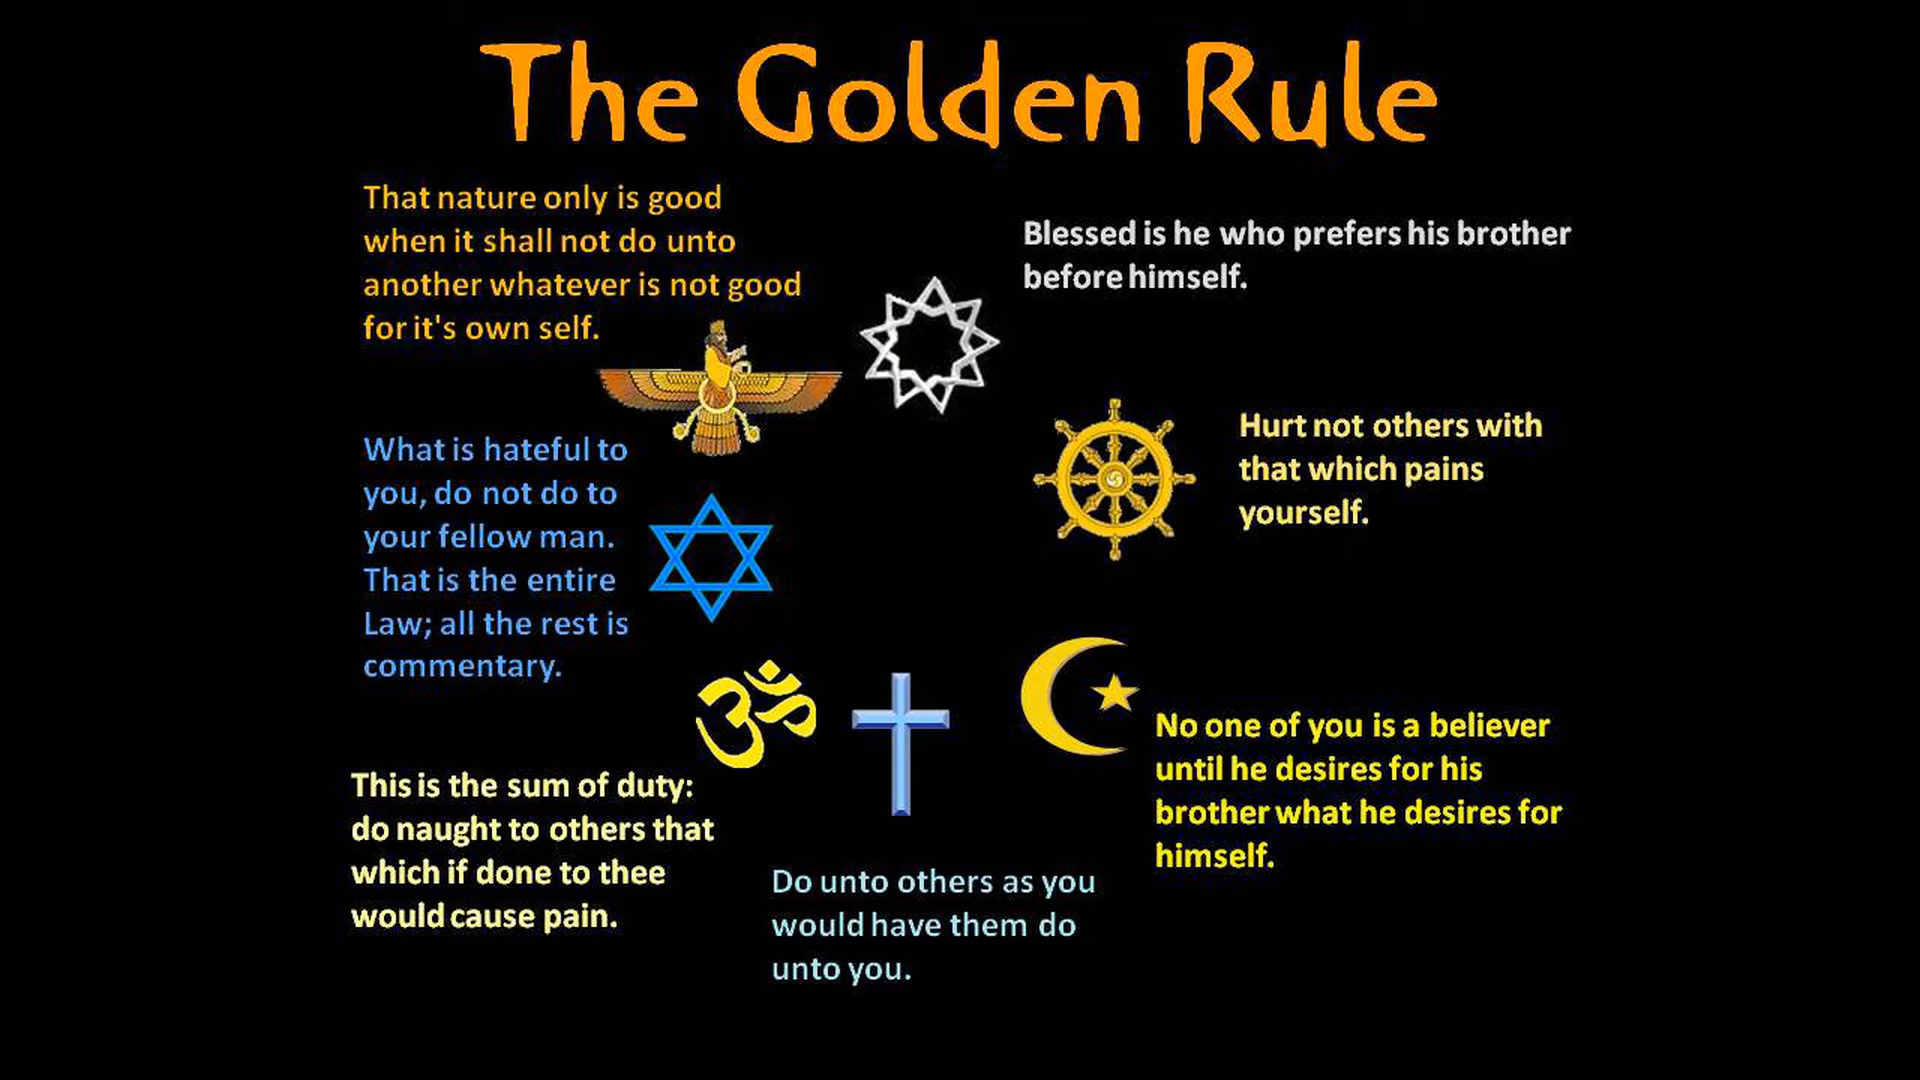 The Golden Rule
That nature only is good
when it shall not do unto
another whatever is not good
for it's own self.
Blessed is he who prefers his brother
before himself.
Hurt not others with
that which pains
yourself.
What is hateful to
you, do not do to
your fellow man.
That is the entire
Law; all the rest is
commentary.
ॐ
No one of you is a believer
until he desires for his
brother what he desires for
himself.
This is the sum of duty:
do naught to others that
which if done to thee
would cause pain.
Do unto others as you
would have them do
unto you.